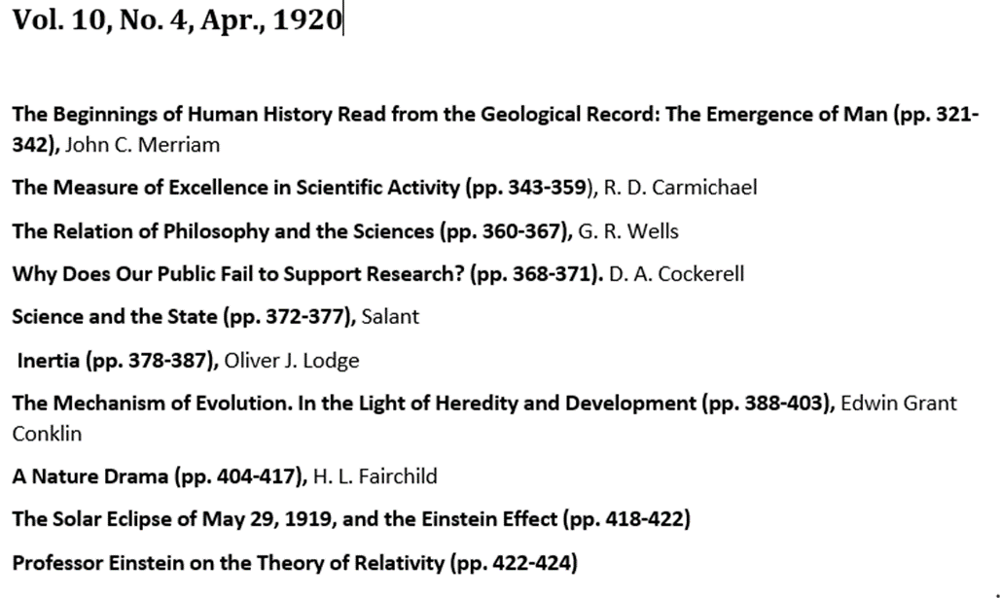 Vol. 10, No. 4, Apr., 1920
The Beginnings of Human History Read from the Geological Record: The Emergence of Man (pp. 321-
342), John C. Merriam
The Measure of Excellence in Scientific Activity (pp. 343-359), R. D. Carmichael
The Relation of Philosophy and the Sciences (pp. 360-367), G. R. Wells
Why Does Our Public Fail to Support Research? (pp. 368-371). D. A. Cockerell
Science and the State (pp. 372-377), Salant
Inertia (pp. 378-387), Oliver J. Lodge
The Mechanism of Evolution. In the Light of Heredity and Development (pp. 388-403), Edwin Grant
Conklin
A Nature Drama (pp. 404-417), H. L. Fairchild
The Solar Eclipse of May 29, 1919, and the Einstein Effect (pp. 418-422)
Professor Einstein on the Theory of Relativity (pp. 422-424)
.